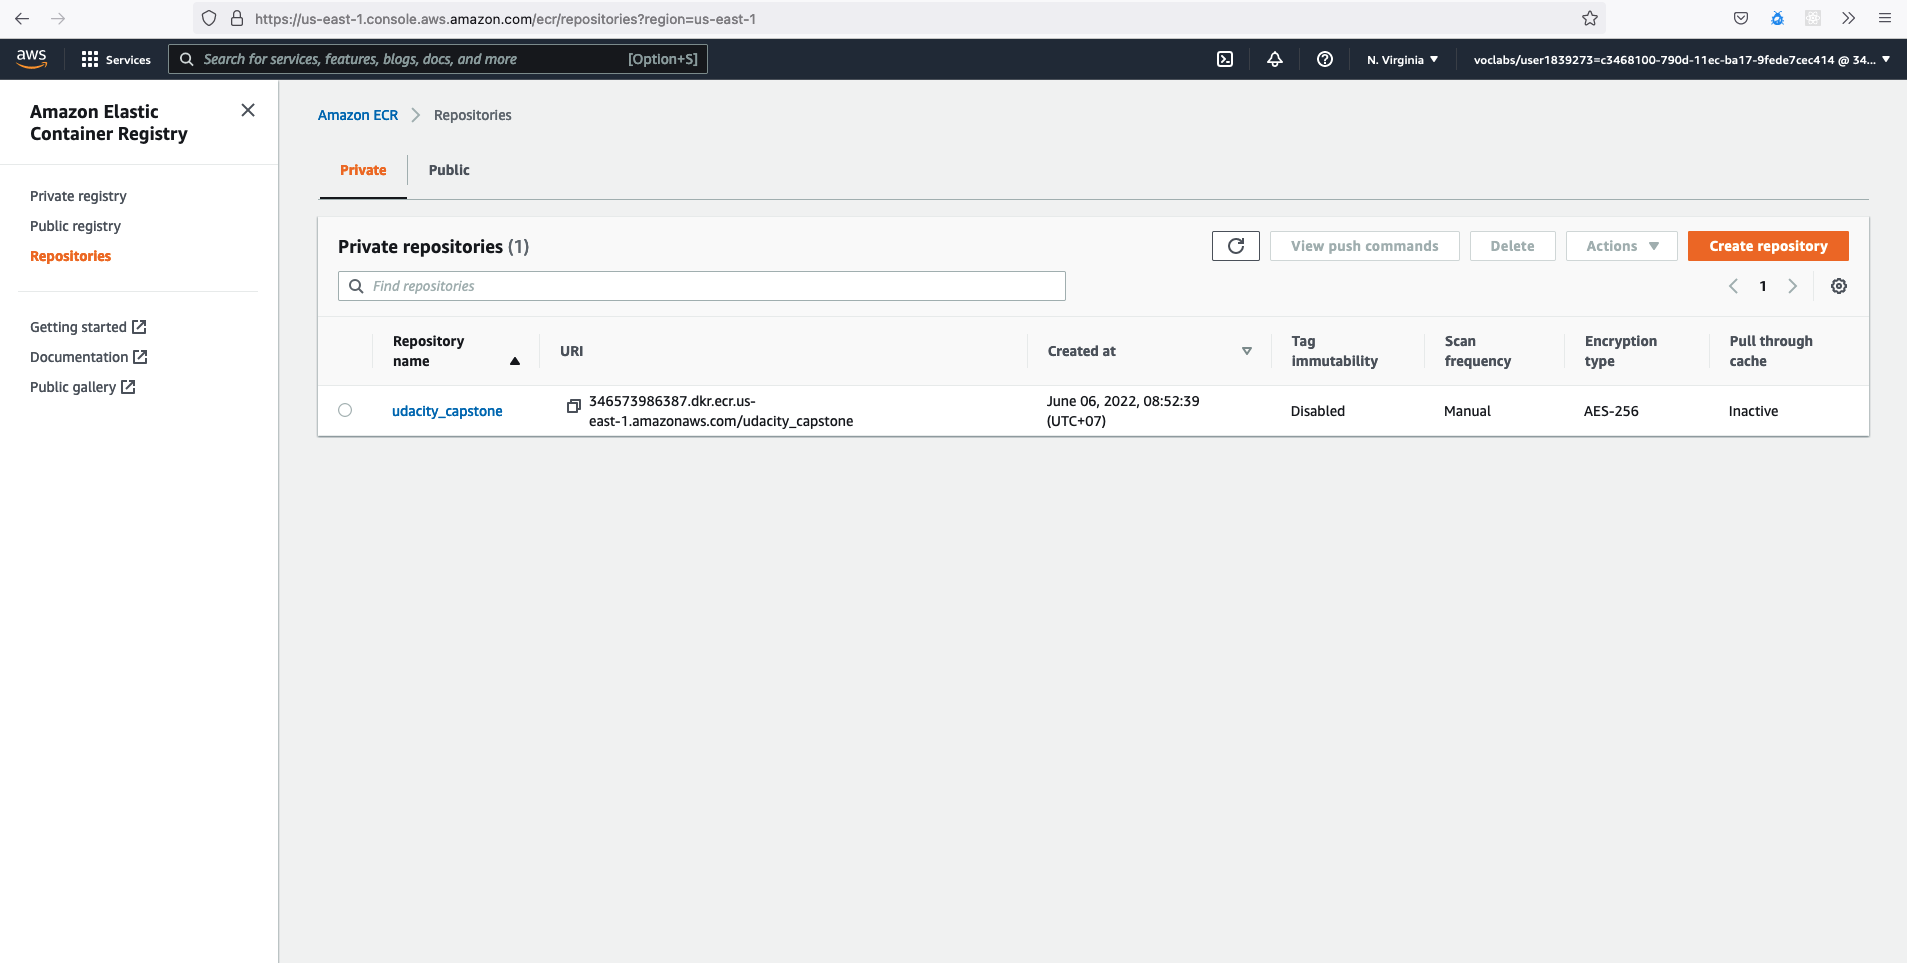 https://us-east-1.console.aws.amazon.com/ecr/repositories?region=us-east-1
aws
Services
Search for services, features, blogs, docs, and more
[Option+S]
N. Virginia
voclabs/user1839273=c3468100-790d-11ec-ba17-9fede7cec414 @ 34...
Amazon Elastic
Container Registry
Private registry
Public registry
Repositories
Getting started
Documentation
Public gallery
Amazon ECR
Repositories
Private
Public
Private repositories (1)
View push commands
Delete
Actions
Create repository
Find repositories
1
Repository
name
URI
Created at
Tag
immutability
Scan
frequency
Encryption
type
Pull through
cache
udacity_capstone
346573986387.dkr.ecr.us-
east-1.amazonaws.com/udacity_capstone
June 06, 2022, 08:52:39
(UTC+07)
Disabled
Manual
AES-256
Inactive